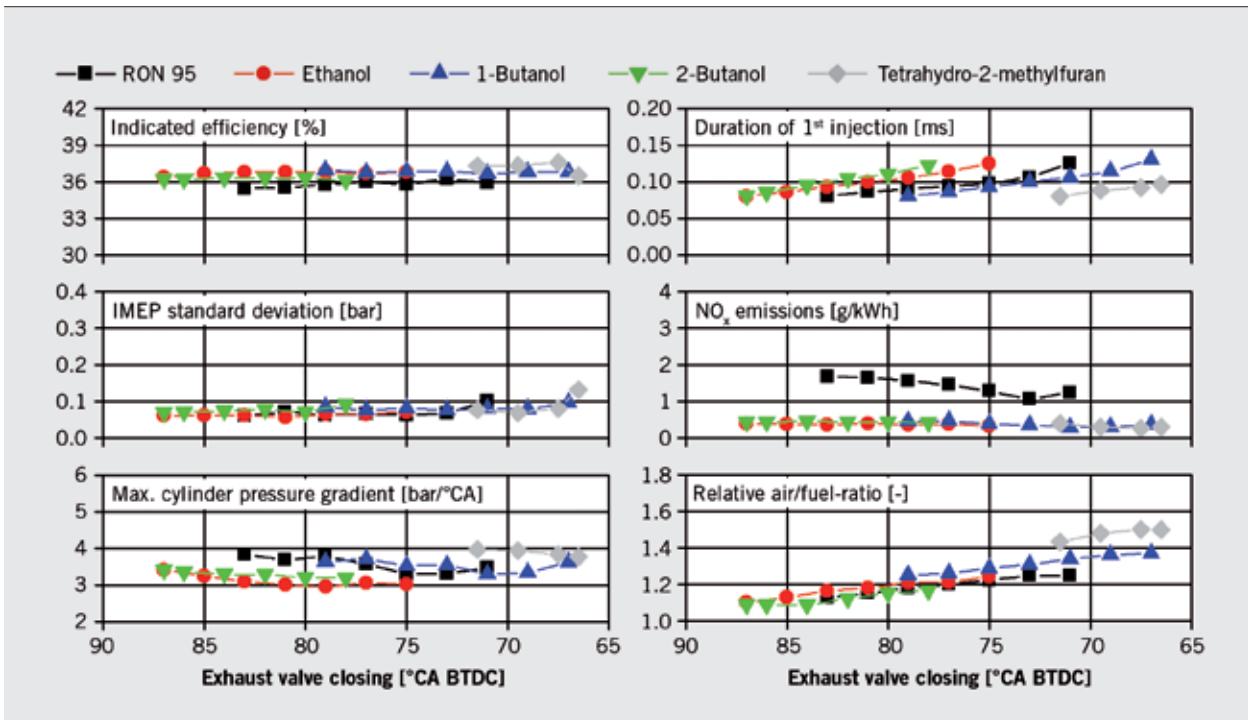 RON 95 Ethanol 1-Butanol 2-Butanol Tetrahydro-2-methylfuran
Indicated efficiency [%]
42
39
36
33
30
Duration of 1st injection [ms]
0.20
0.15
0.10
0.05
0.00
IMEP standard deviation [bar]
0.4
0.3
0.2
0.1
0.0
NOx emissions [g/kWh]
4
3
2
1
0
Max. cylinder pressure gradient [bar/°CA]
6
5
4
3
2
90 85 80 75 70 65
Exhaust valve closing [°CA BTDC]
Relative air/fuel-ratio [-]
1.8
1.6
1.4
1.2
1.0
90 85 80 75 70 65
Exhaust valve closing [°CA BTDC]